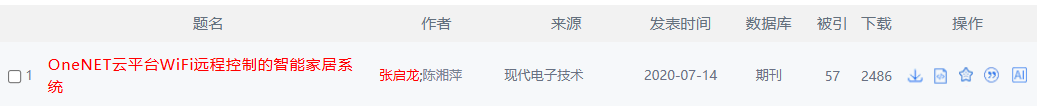 题名 作者 来源 发表时间 数据库 被引 下载 操作
1 OneNET云平台WiFi远程控制的智能家居系统 张启龙;陈湘萍 现代电子技术 2020-07-14 期刊 57 2486 AI